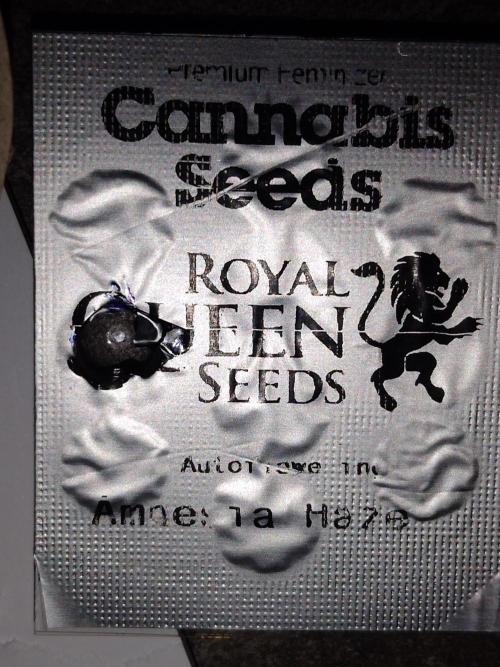 Premium Feminized
Cannabis
Seeds
ROYAL
QUEEN
SEEDS
Autoflowering
Amnesia Haze